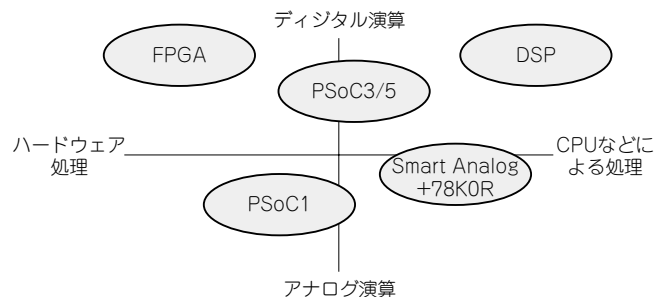 ディジタル演算
FPGA
DSP
PSoC3/5
ハードウェア
処理
CPUなどに
よる処理
Smart Analog
+78K0R
PSoC1
アナログ演算